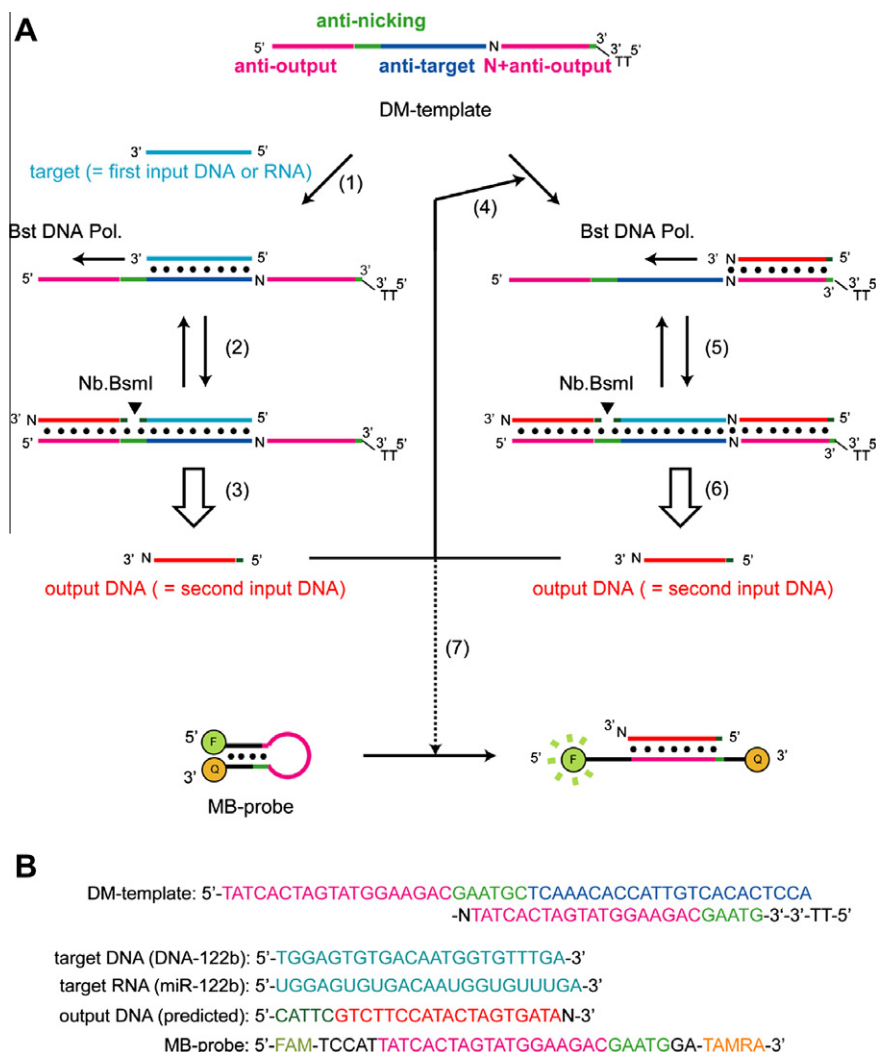 A
anti-nicking
5’ N 3’ 3’ 5’
TT
anti-output anti-target N+anti-output
DM-template
3’ 5’
target (= first input DNA or RNA)
(1) (4)
Bst DNA Pol. 3’ 5’
5’ N 3’ 3’ 5’
TT
Bst DNA Pol. 3’ N 5’
5’ N 3’ 3’ 5’
TT
(2) (5)
Nb.BsmI Nb.BsmI
3’ N 5’ 3’ N N 5’
5’ N 3’ 3’ 5’ 5’ N 3’ 3’ 5’
TT TT
(3) (6)
3’ N 5’ 3’ N 5’
output DNA ( = second input DNA) output DNA ( = second input DNA)
(7)
5’ F
3’ Q
MB-probe
3’ N 5’
5’ F Q 3’
B
DM-template: 5’-TATCACTAGTATGGAAGACGAATGCTCAAACACCATTGTCACACTCCA
-NTATCACTAGTATGGAAGACGAATG-3’-3’-TT-5’
target DNA (DNA-122b): 5’-TGGAGTGTGACAATGGTGTTTGA-3’
target RNA (miR-122b): 5’-UGGAGUGUGACAAUGGUGUUUGA-3’
output DNA (predicted): 5’-CATTCGTCTTCCATACTAGTGATAN-3’
MB-probe: 5’-FAM-TCCATTATCACTAGTATGGAAGACGAATGGA-TAMRA-3’